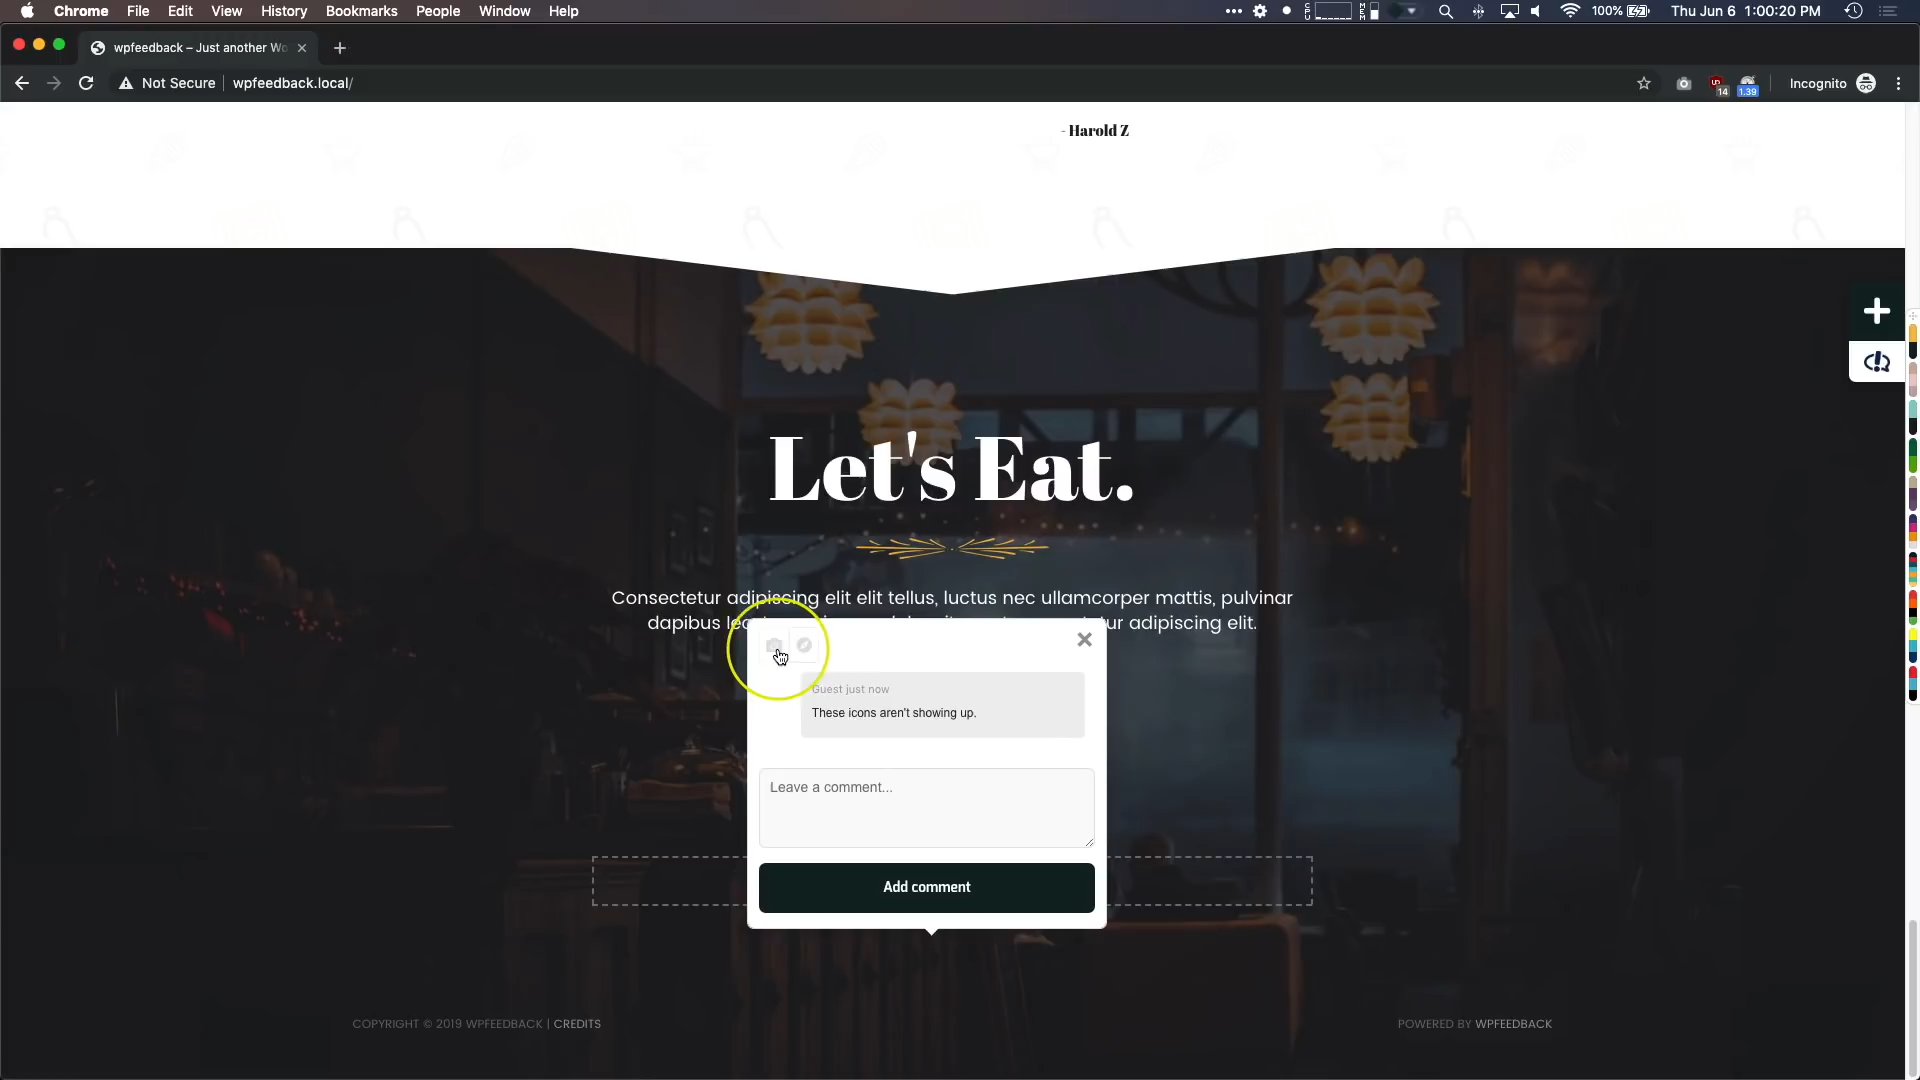 Chrome File Edit View History Bookmarks People Window Help
100% Thu Jun 6 1:00:20 PM
wpfeedback – Just another Wo
Not Secure wpfeedback.local/
14 1.39 Incognito
- Harold Z
Let's Eat.
Consectetur adipiscing elit elit tellus, luctus nec ullamcorper mattis, pulvinar
dapibus
ur adipiscing elit.
Guest just now
These icons aren't showing up.
Leave a comment...
Add comment
COPYRIGHT © 2019 WPFEEDBACK | CREDITS
POWERED BY WPFEEDBACK